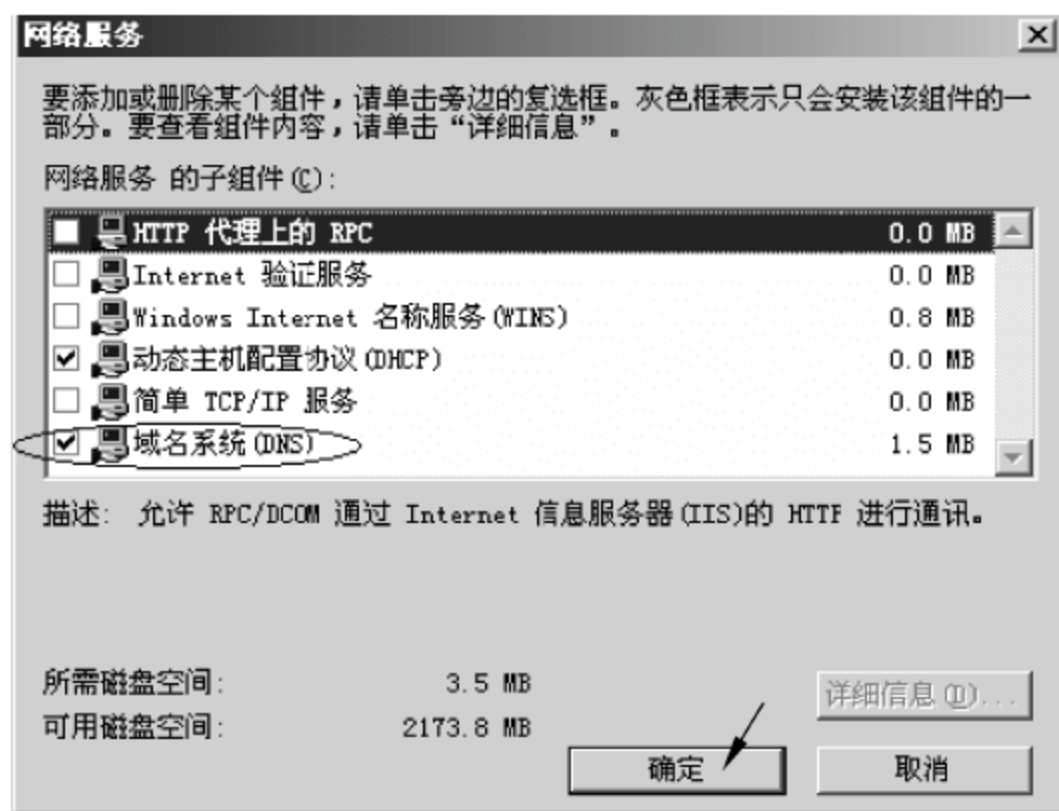 网络服务
要添加或删除某个组件，请单击旁边的复选框。灰色框表示只会安装该组件的一
部分。要查看组件内容，请单击“详细信息”。
网络服务 的子组件(C):
HTTP 代理上的 RPC 0.0 MB
Internet 验证服务 0.0 MB
Windows Internet 名称服务(WINS) 0.8 MB
动态主机配置协议(DHCP) 0.0 MB
简单 TCP/IP 服务 0.0 MB
域名系统(DNS) 1.5 MB
描述: 允许 RPC/DCOM 通过 Internet 信息服务器(IIS)的 HTTP 进行通讯。
所需磁盘空间: 3.5 MB
详细信息(D)...
可用磁盘空间: 2173.8 MB
确定 取消